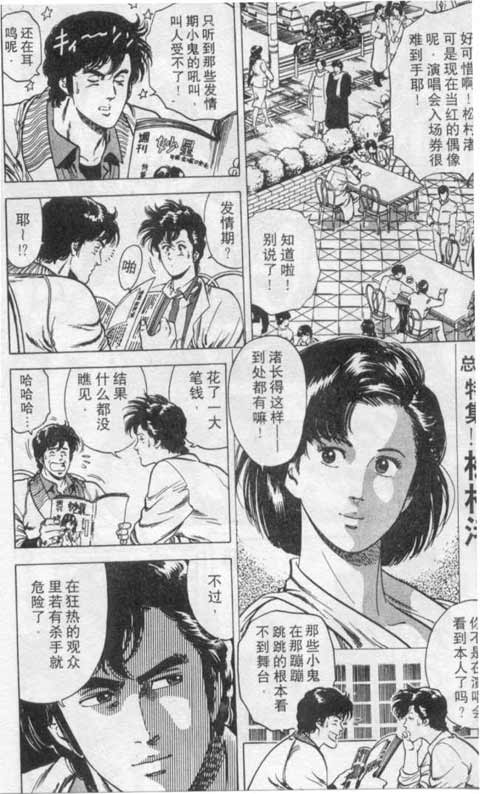 好可惜啊！松村渚
可是现在当红的偶像
呢．演唱会入场券很
难到手耶！
知道啦！
别说了！
总
特集！
渚长得这样——
到处都有嘛！
你不是在演唱会
看到本人了吗？
那些小鬼
在那蹦蹦
跳跳的根本看
不到舞台．
只听到那些发情
期小鬼的吼叫．
叫人受不了！
还在耳
鸣呢．
キィーーン
週刊
发情期？
啪
耶～!?
花了一大
笔钱．
结果
什么都没
瞧见．
哈哈哈…
不过，
在狂热的观众
里若有杀手就
危险了．